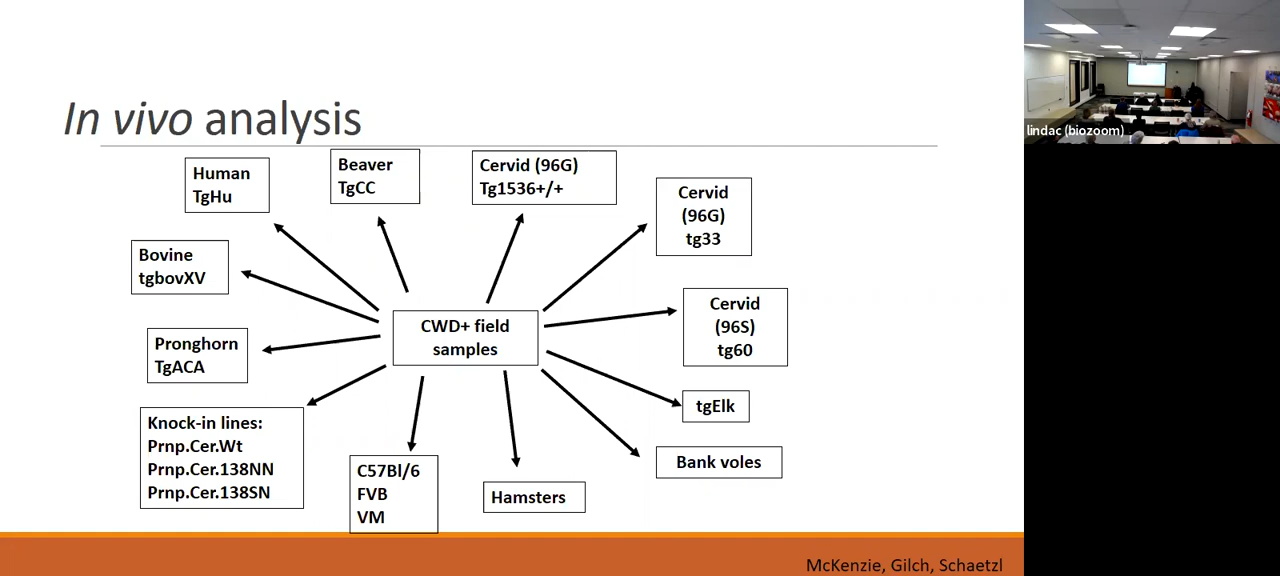 In vivo analysis
Human
TgHu
Beaver
TgCC
Cervid (96G)
Tg1536+/+
Cervid
(96G)
tg33
Bovine
tgbovXV
Cervid
(96S)
tg60
CWD+ field
samples
Pronghorn
TgACA
tgElk
Knock-in lines:
Prnp.Cer.Wt
Prnp.Cer.138NN
Prnp.Cer.138SN
C57Bl/6
FVB
VM
Hamsters
Bank voles
McKenzie, Gilch, Schaetzl
lindac (biozoom)